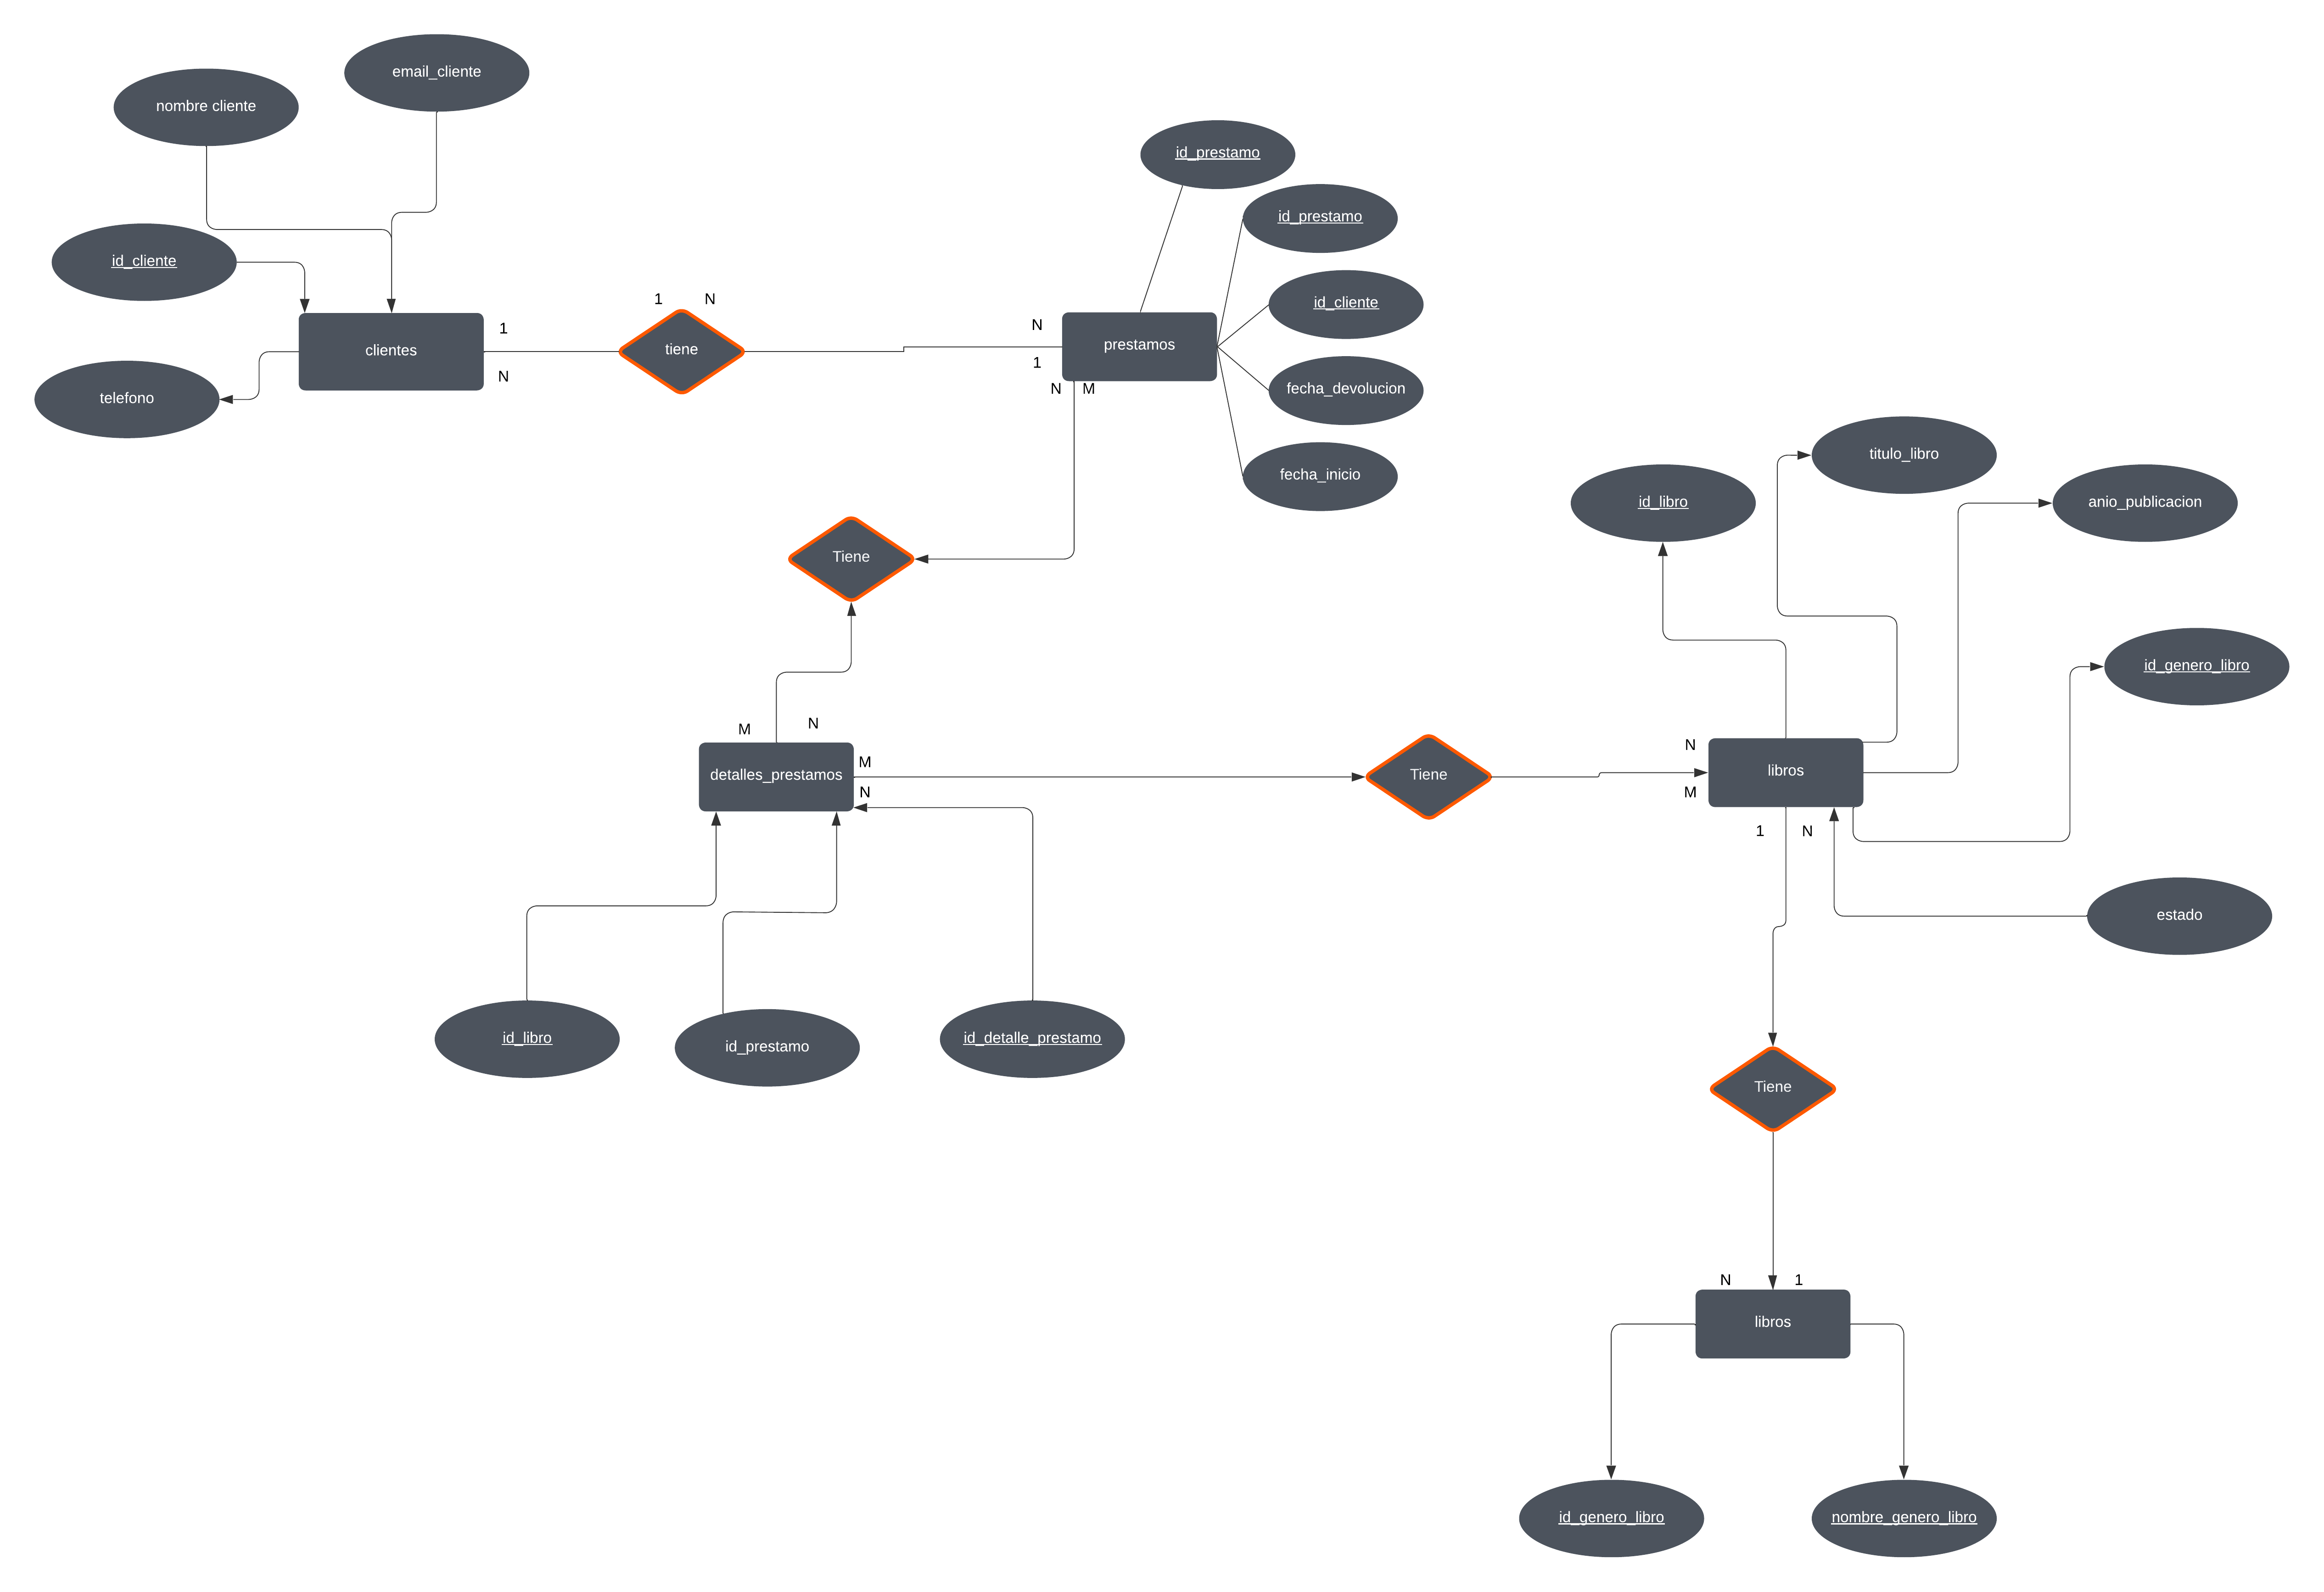 email_cliente
nombre cliente
id_prestamo
id_prestamo
id_cliente
id_cliente
1 N
1
N
clientes
tiene
prestamos
1
N
N M
telefono
fecha_devolucion
titulo_libro
fecha_inicio
id_libro
anio_publicacion
Tiene
id_genero_libro
M N
M
N
detalles_prestamos
Tiene
libros
N
M
1 N
estado
id_libro
id_prestamo
id_detalle_prestamo
Tiene
N 1
libros
id_genero_libro
nombre_genero_libro